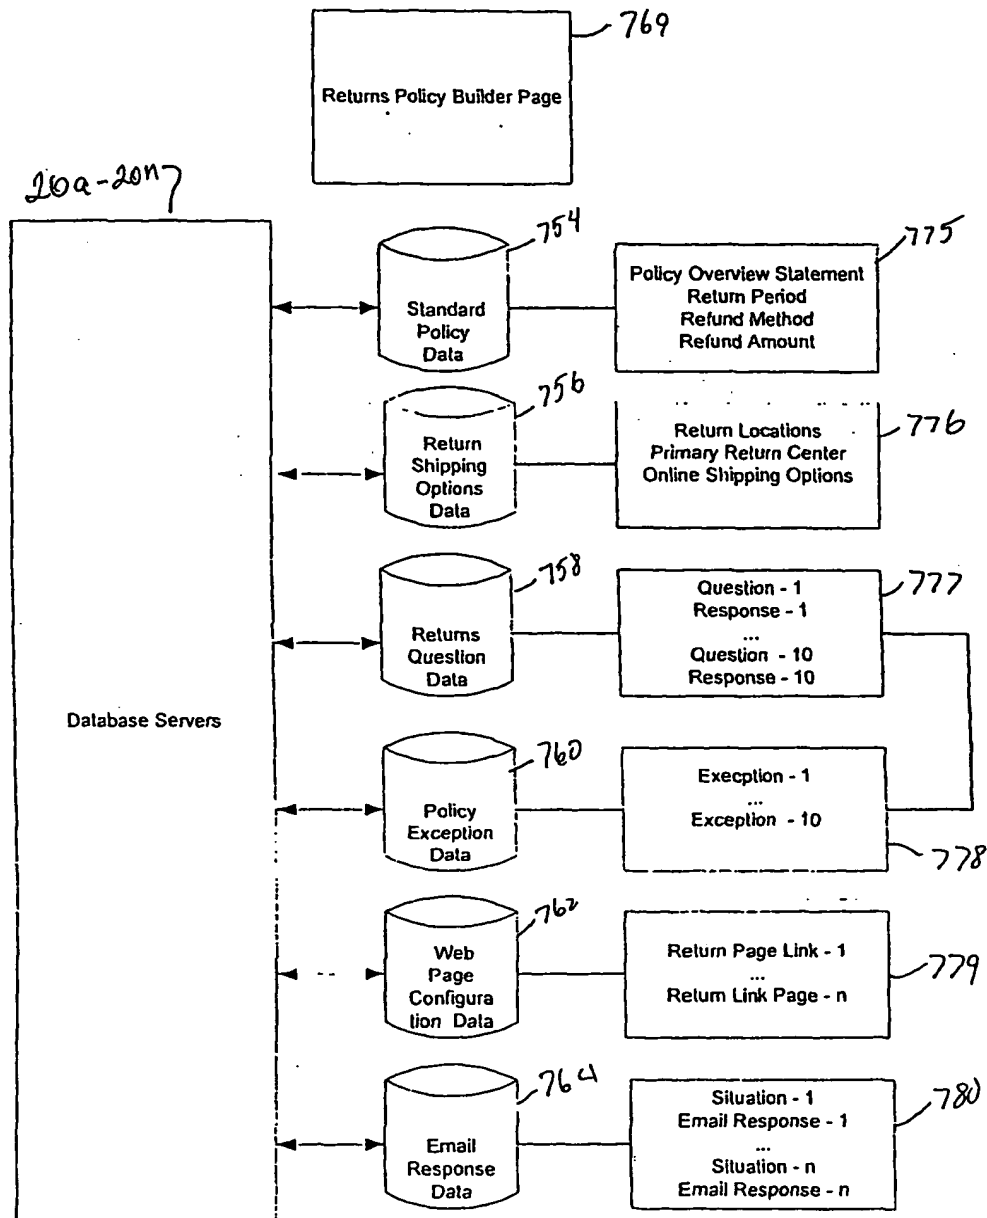 769
Returns Policy Builder Page
20a-20n
754
775
Standard
Policy
Data
Policy Overview Statement
Return Period
Refund Method
Refund Amount
756
776
Return
Shipping
Options
Data
Return Locations
Primary Return Center
Online Shipping Options
758
777
Returns
Question
Data
Question - 1
Response - 1
...
Question - 10
Response - 10
Database Servers
760
Policy
Exception
Data
Execption - 1
...
Exception - 10
778
762
Web
Page
Configura
tion Data
Return Page Link - 1
...
Return Link Page - n
779
764
780
Email
Response
Data
Situation - 1
Email Response - 1
...
Situation - n
Email Response - n